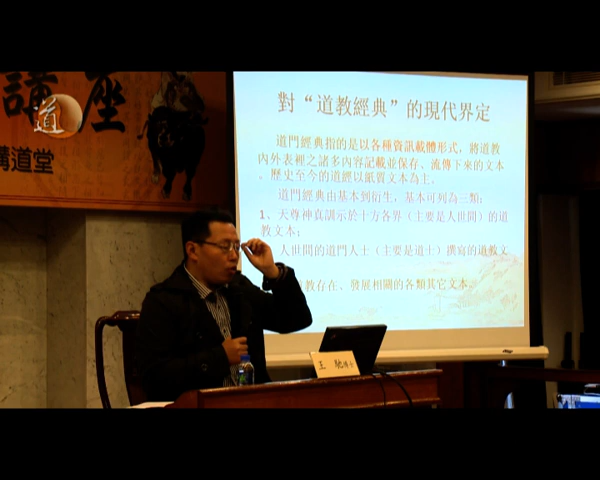 講座
道
講道堂
對“道教經典”的現代界定
道門經典指的是以各種資訊載體形式，將道教
內外表裡之諸多內容記載並保存、流傳下來的文本
。歷史至今的道經以紙質文本為主。
道門經典由基本到衍生，基本可列為三類：
1、天尊神真訓示於十方各界（主要是人世間）的道
教文本；
人世間的道門人士（主要是道士）撰寫的道教文
教存在、發展相關的各類其它文本。
王 馳博士